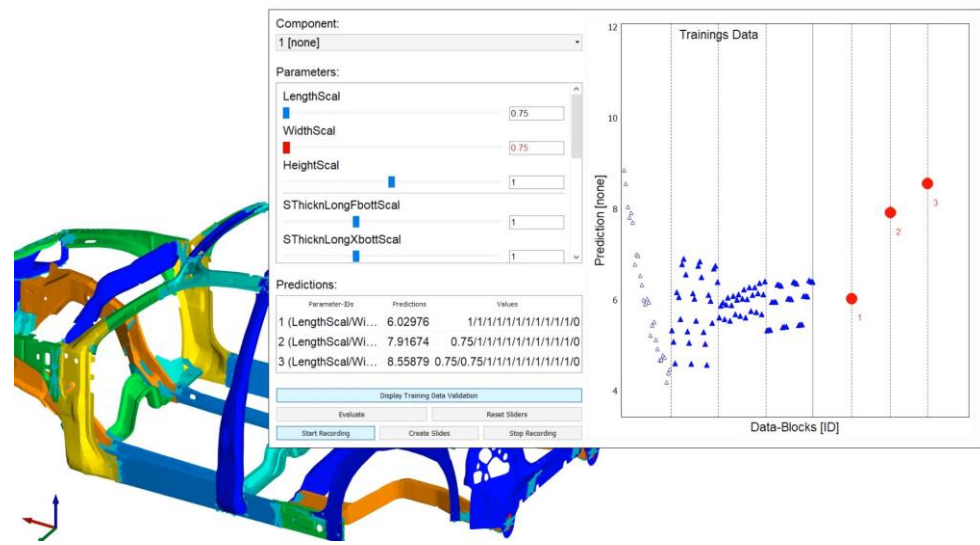 Component:
1 [none]
Parameters:
LengthScal
0.75
WidthScal
0.75
HeightScal
1
SThicknLongFbottScal
1
SThicknLongXbottScal
1
Predictions:
Parameter-IDs Predictions Values
1 (LengthScal/Wi... 6.02976 1/1/1/1/1/1/1/1/1/1/1/0
2 (LengthScal/Wi... 7.91674 0.75/1/1/1/1/1/1/1/1/1/1/0
3 (LengthScal/Wi... 8.55879 0.75/0.75/1/1/1/1/1/1/1/1/1/0
Display Training Data Validation
Evaluate Reset Sliders
Start Recording Create Slides Stop Recording
Trainings Data
Prediction [none]
12
10
8
6
4
1
2
3
Data-Blocks [ID]